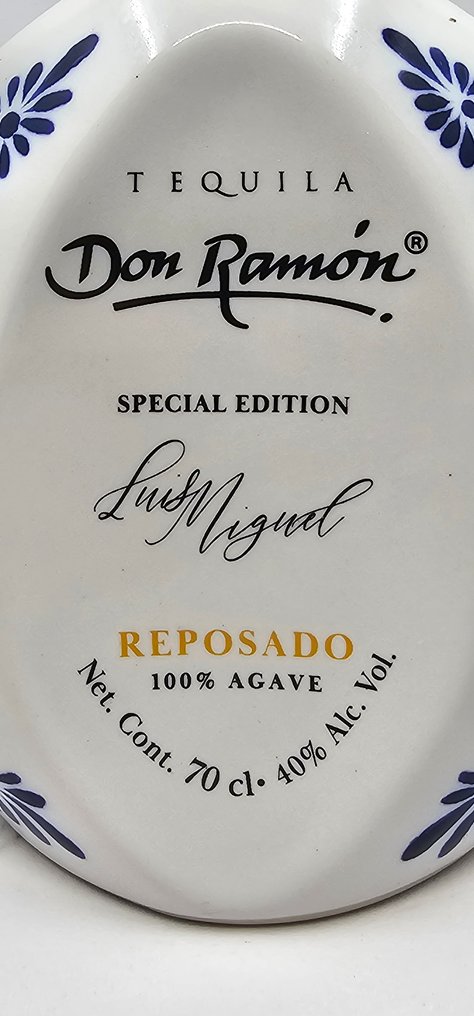 TEQUILA
Don Ramón®
SPECIAL EDITION
Luis Miguel
REPOSADO
100% AGAVE
Net. Cont. 70 cl• 40% Alc. Vol.